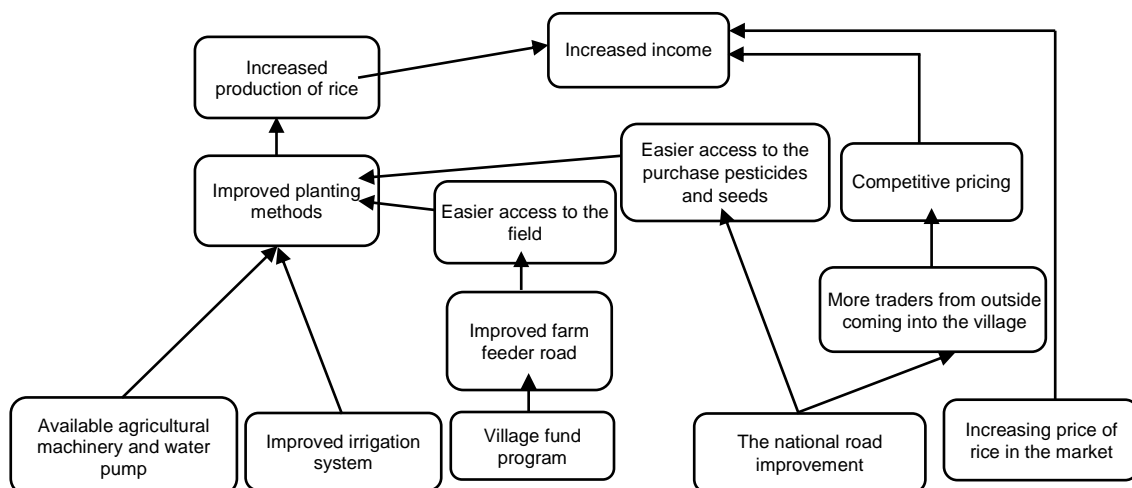 Increased income
Increased
production of rice
Easier access to the
purchase pesticides
and seeds
Competitive pricing
Improved planting
methods
Easier access to the
field
More traders from outside
coming into the village
Improved farm
feeder road
Available agricultural
machinery and water
pump
Improved irrigation
system
Village fund
program
The national road
improvement
Increasing price of
rice in the market